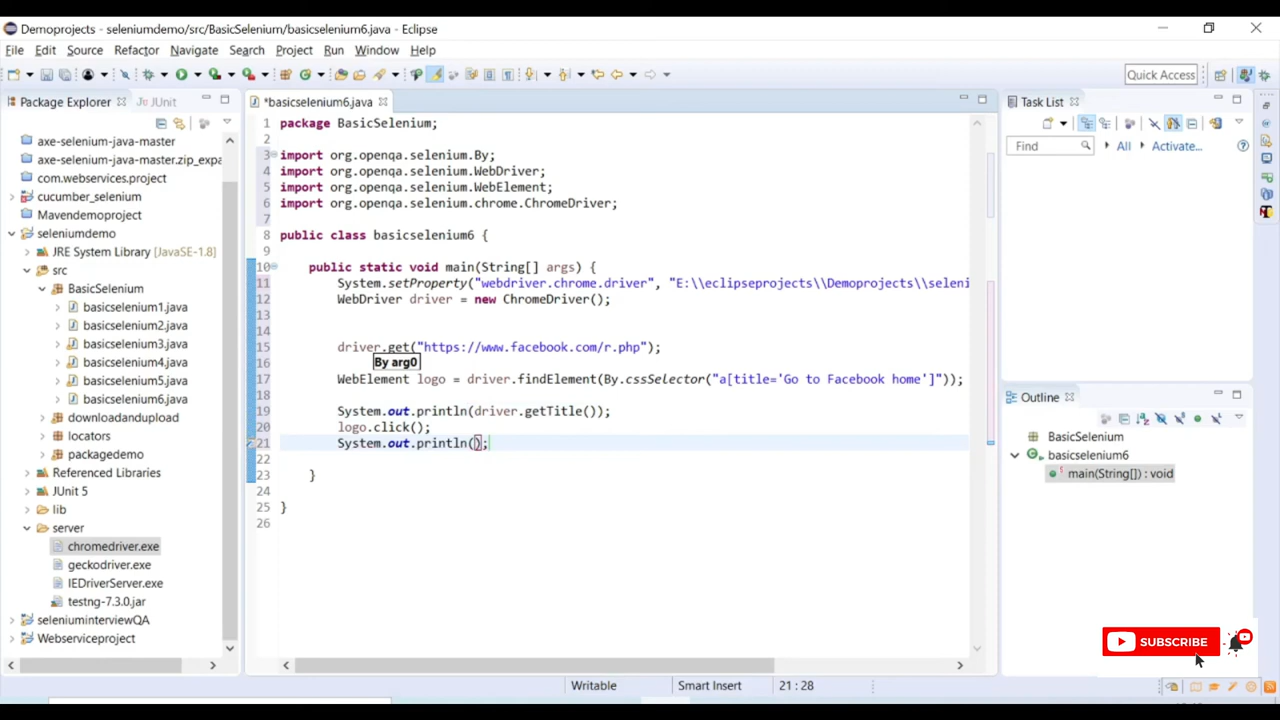 Demoprojects - seleniumdemo/src/BasicSelenium/basicselenium6.java - Eclipse
File Edit Source Refactor Navigate Search Project Run Window Help
Quick Access
Package Explorer
JUnit
axe-selenium-java-master
axe-selenium-java-master.zip_expa
com.webservices.project
cucumber_selenium
Mavendemoproject
seleniumdemo
JRE System Library [JavaSE-1.8]
src
BasicSelenium
basicselenium1.java
basicselenium2.java
basicselenium3.java
basicselenium4.java
basicselenium5.java
basicselenium6.java
downloadandupload
locators
packagedemo
Referenced Libraries
JUnit 5
lib
server
chromedriver.exe
geckodriver.exe
IEDriverServer.exe
testng-7.3.0.jar
seleniuminterviewQA
Webserviceproject
*basicselenium6.java
1 package BasicSelenium;
2
3 import org.openqa.selenium.By;
4 import org.openqa.selenium.WebDriver;
5 import org.openqa.selenium.WebElement;
6 import org.openqa.selenium.chrome.ChromeDriver;
7
8 public class basicselenium6 {
9
10 public static void main(String[] args) {
11 System.setProperty("webdriver.chrome.driver", "E:\\eclipseprojects\\Demoprojects\\seleni
12 WebDriver driver = new ChromeDriver();
13
14
15 driver.get("https://www.facebook.com/r.php");
16 By arg0
17 WebElement logo = driver.findElement(By.cssSelector("a[title='Go to Facebook home']"));
18
19 System.out.println(driver.getTitle());
20 logo.click();
21 System.out.println();
22
23 }
24
25 }
26
Task List
Find
All
Activate...
Outline
BasicSelenium
basicselenium6
main(String[]) : void
SUBSCRIBE
Writable
Smart Insert
21 : 28